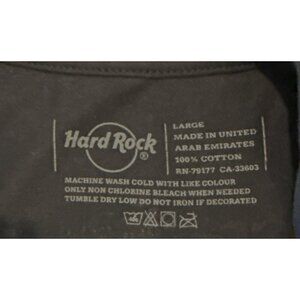 Hard Rock ®
LARGE
MADE IN UNITED
ARAB EMIRATES
100% COTTON
RN-79177 CA-33603
MACHINE WASH COLD WITH LIKE COLOUR
ONLY NON CHLORINE BLEACH WHEN NEEDED
TUMBLE DRY LOW DO NOT IRON IF DECORATED